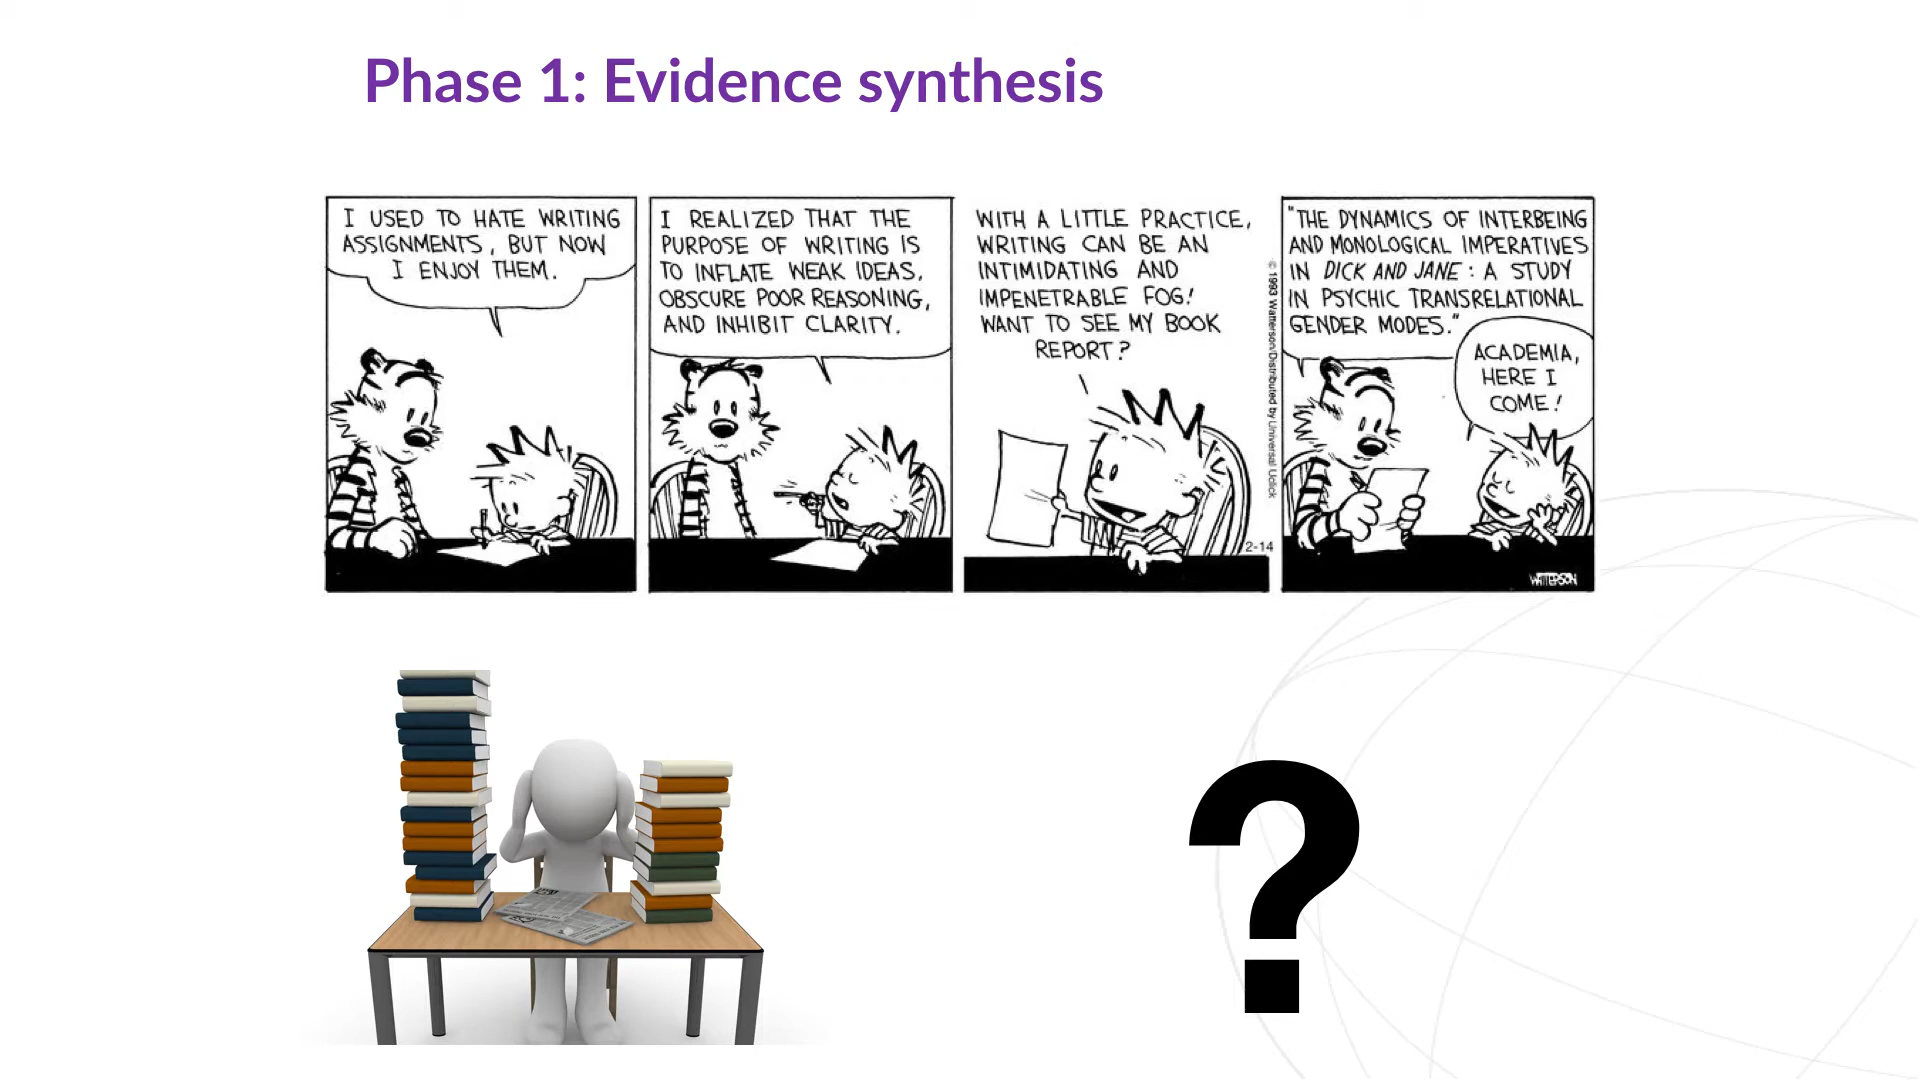 Phase 1: Evidence synthesis
I USED TO HATE WRITING
ASSIGNMENTS, BUT NOW
I ENJOY THEM.
I REALIZED THAT THE
PURPOSE OF WRITING IS
TO INFLATE WEAK IDEAS,
OBSCURE POOR REASONING,
AND INHIBIT CLARITY.
WITH A LITTLE PRACTICE,
WRITING CAN BE AN
INTIMIDATING AND
IMPENETRABLE FOG!
WANT TO SEE MY BOOK
REPORT?
© 1993 Watterson/Distributed by Universal Uclick
2-14
"THE DYNAMICS OF INTERBEING
AND MONOLOGICAL IMPERATIVES
IN DICK AND JANE: A STUDY
IN PSYCHIC TRANSRELATIONAL
GENDER MODES."
ACADEMIA,
HERE I
COME!
WATTERSON
?